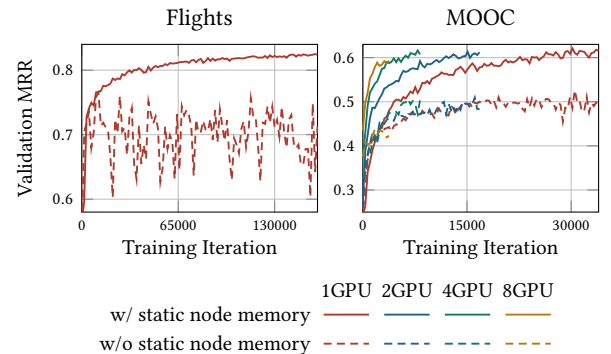 Flights MOOC
Validation MRR
0.8
0.7
0.6
0 65000 130000
Training Iteration
0.6
0.5
0.4
0.3
0 15000 30000
Training Iteration
1GPU 2GPU 4GPU 8GPU
w/ static node memory
w/o static node memory